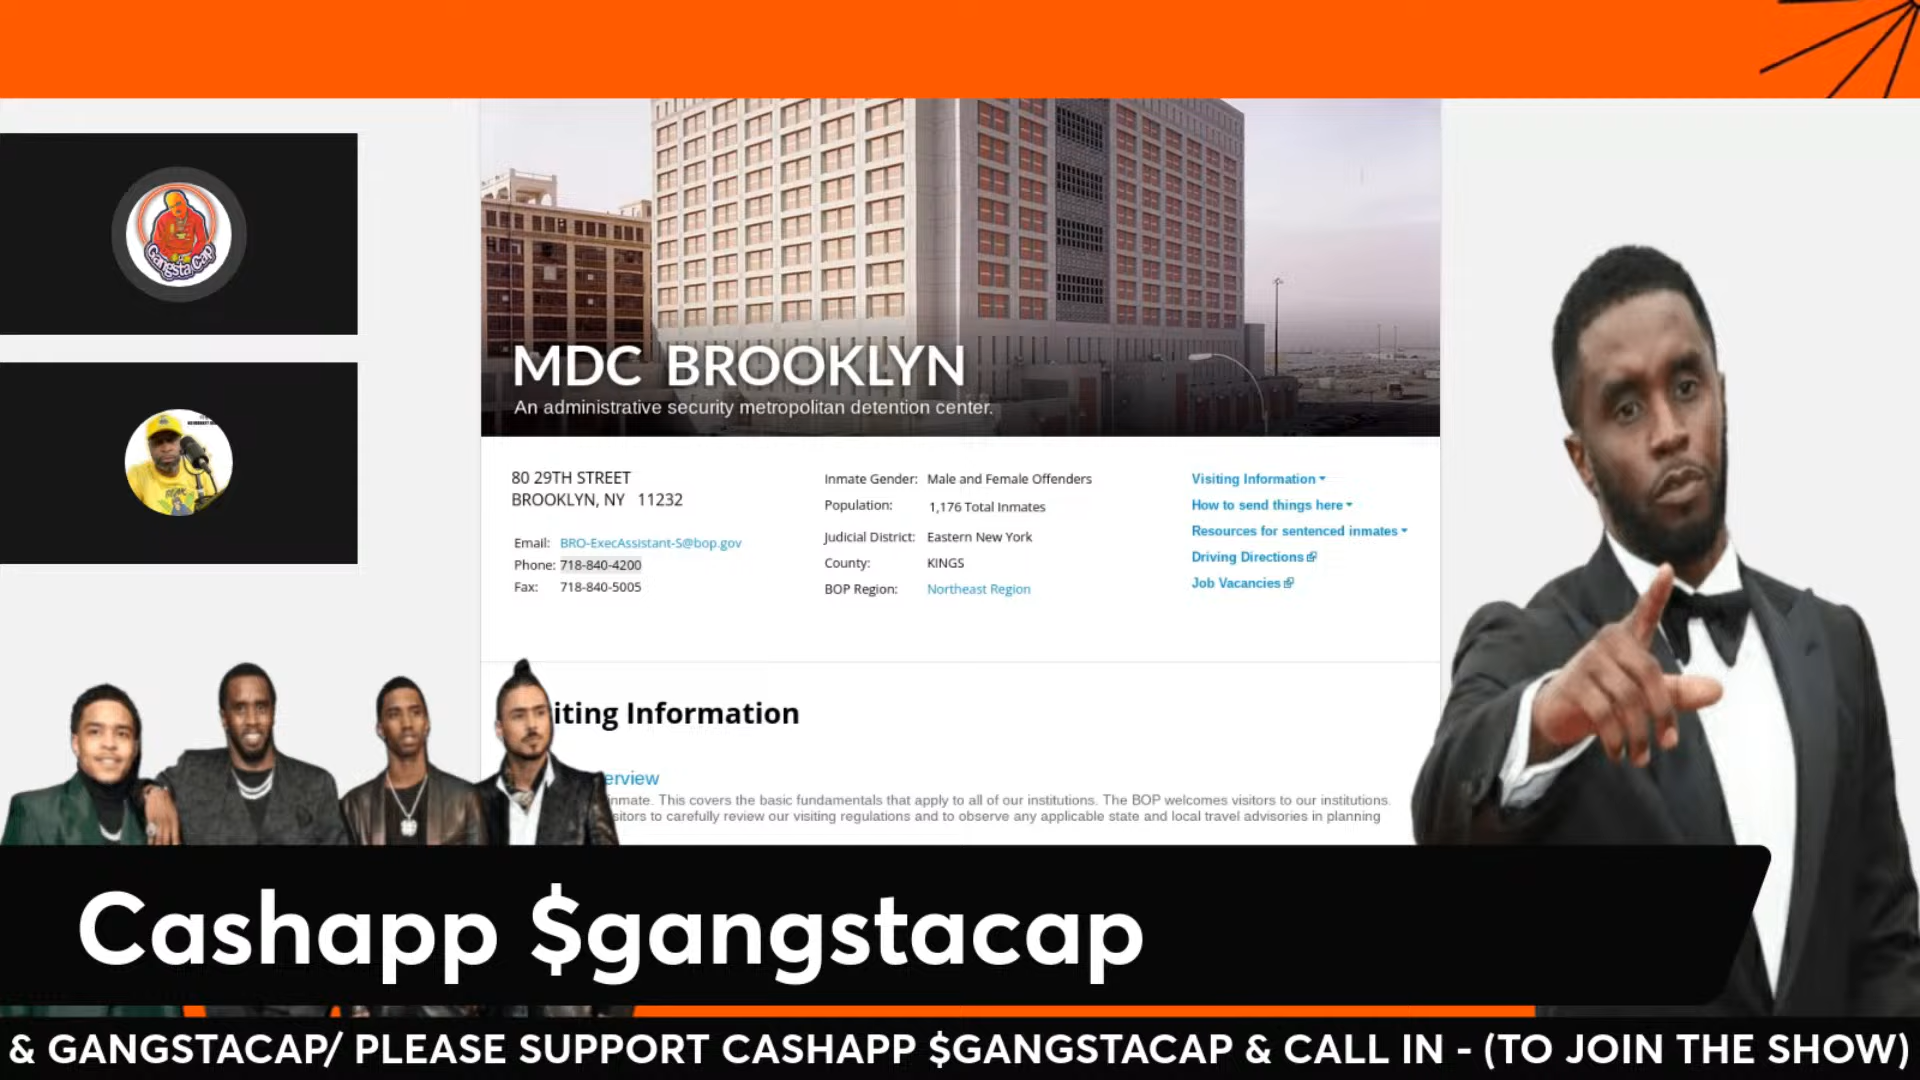 Gangsta Cap
MDC BROOKLYN
An administrative security metropolitan detention center.
80 29TH STREET
BROOKLYN, NY 11232
Email: BRO-ExecAssistant-S@bop.gov
Phone: 718-840-4200
Fax: 718-840-5005
Inmate Gender: Male and Female Offenders
Population: 1,176 Total Inmates
Judicial District: Eastern New York
County: KINGS
BOP Region: Northeast Region
Visiting Information
How to send things here
Resources for sentenced inmates
Driving Directions
Job Vacancies
iting Information
erview
inmate. This covers the basic fundamentals that apply to all of our institutions. The BOP welcomes visitors to our institutions.
sitors to carefully review our visiting regulations and to observe any applicable state and local travel advisories in planning
Cashapp $gangstacap
& GANGSTACAP/ PLEASE SUPPORT CASHAPP $GANGSTACAP & CALL IN - (TO JOIN THE SHOW)